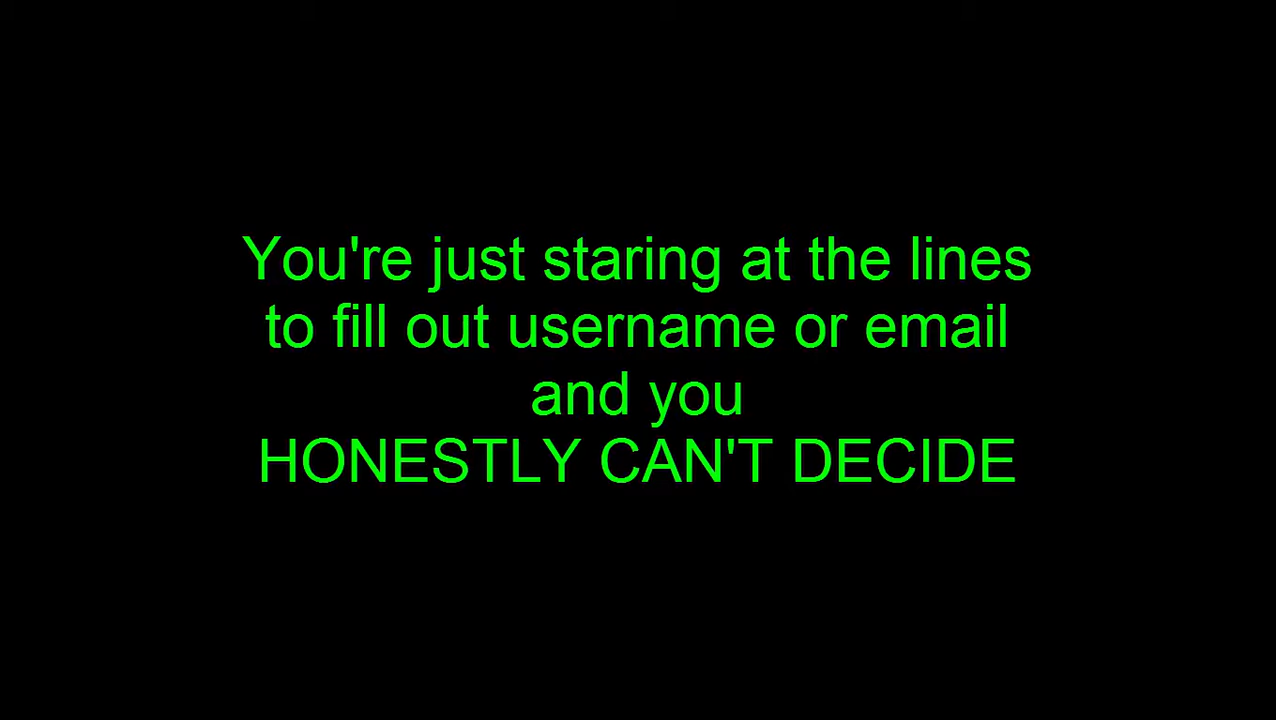 You're just staring at the lines
to fill out username or email
and you
HONESTLY CAN'T DECIDE